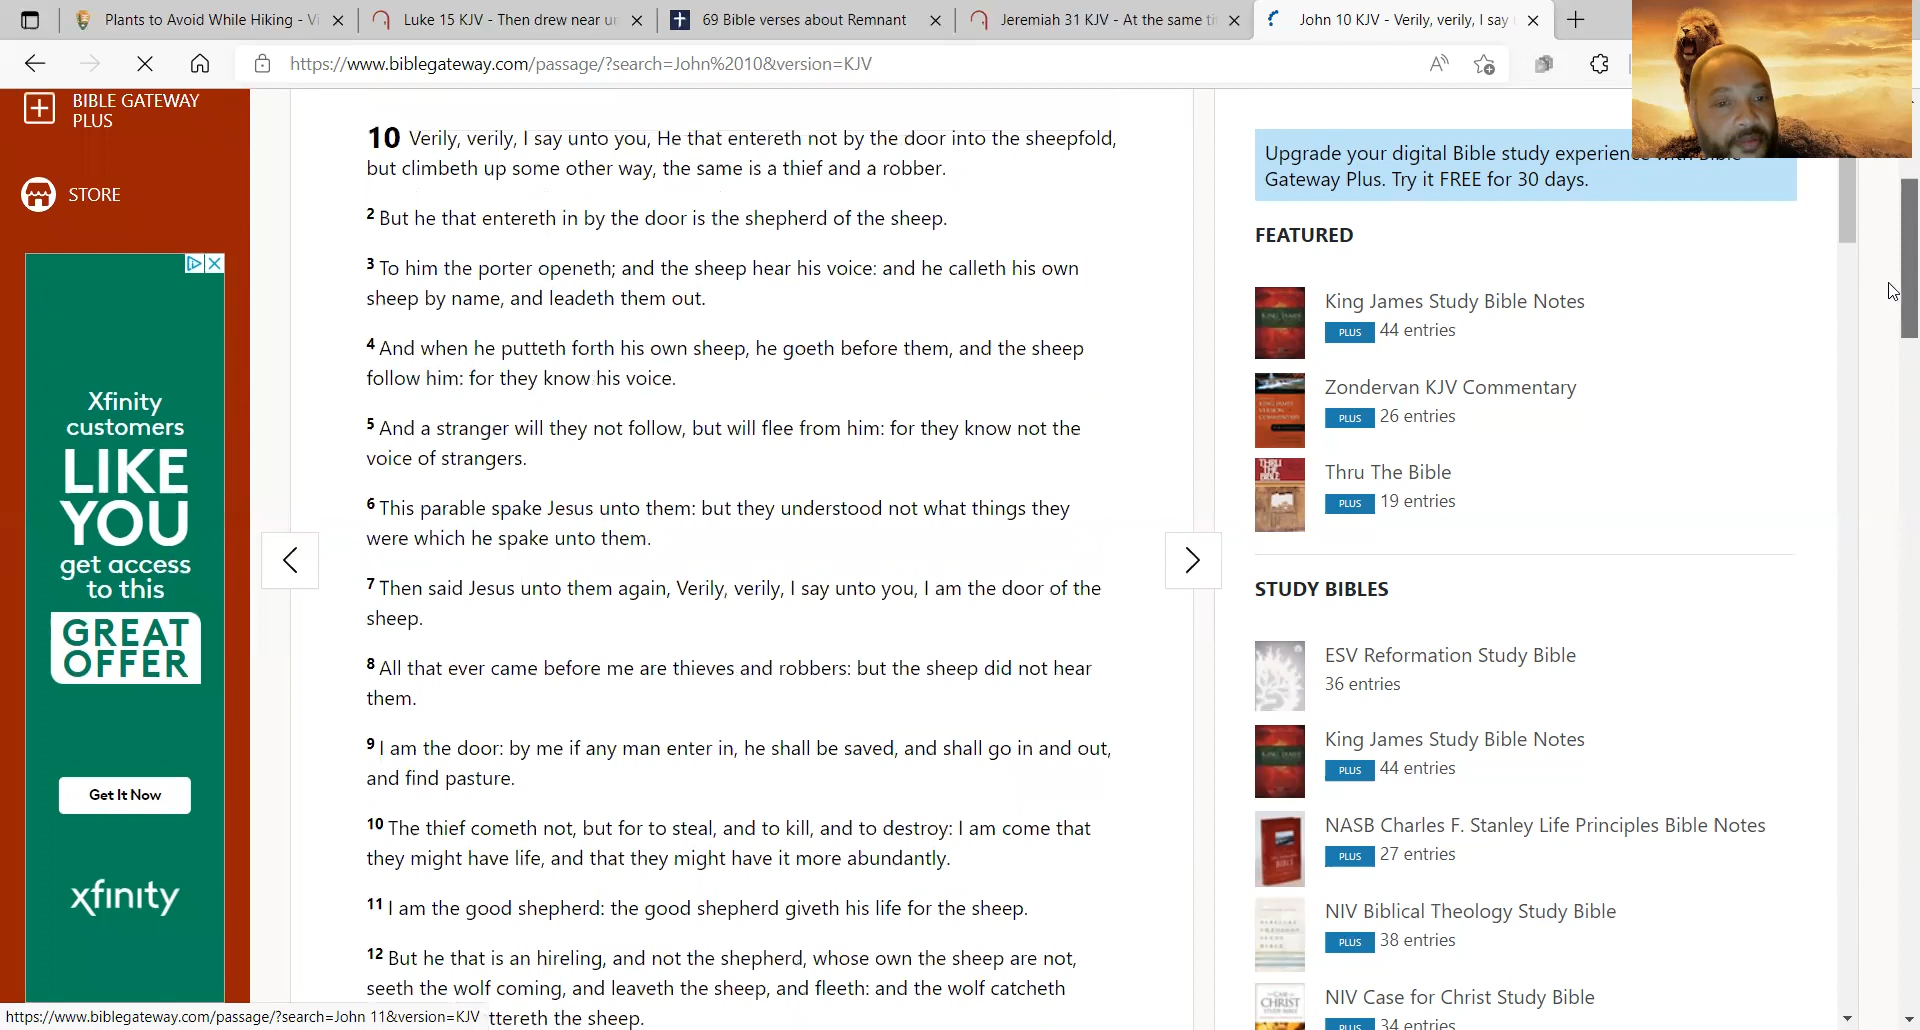 Plants to Avoid While Hiking - Vi
Luke 15 KJV - Then drew near un
69 Bible verses about Remnant
Jeremiah 31 KJV - At the same ti
John 10 KJV - Verily, verily, I say
https://www.biblegateway.com/passage/?search=John%2010&version=KJV
BIBLE GATEWAY
PLUS
STORE
Xfinity
customers
LIKE
YOU
get access
to this
GREAT
OFFER
Get It Now
xfinity
10 Verily, verily, I say unto you, He that entereth not by the door into the sheepfold,
but climbeth up some other way, the same is a thief and a robber.
2 But he that entereth in by the door is the shepherd of the sheep.
3 To him the porter openeth; and the sheep hear his voice: and he calleth his own
sheep by name, and leadeth them out.
4 And when he putteth forth his own sheep, he goeth before them, and the sheep
follow him: for they know his voice.
5 And a stranger will they not follow, but will flee from him: for they know not the
voice of strangers.
6 This parable spake Jesus unto them: but they understood not what things they
were which he spake unto them.
7 Then said Jesus unto them again, Verily, verily, I say unto you, I am the door of the
sheep.
8 All that ever came before me are thieves and robbers: but the sheep did not hear
them.
9 I am the door: by me if any man enter in, he shall be saved, and shall go in and out,
and find pasture.
10 The thief cometh not, but for to steal, and to kill, and to destroy: I am come that
they might have life, and that they might have it more abundantly.
11 I am the good shepherd: the good shepherd giveth his life for the sheep.
12 But he that is an hireling, and not the shepherd, whose own the sheep are not,
seeth the wolf coming, and leaveth the sheep, and fleeth: and the wolf catcheth
ttereth the sheep.
Upgrade your digital Bible study experience with Bible
Gateway Plus. Try it FREE for 30 days.
FEATURED
King James Study Bible Notes
PLUS 44 entries
Zondervan KJV Commentary
PLUS 26 entries
Thru The Bible
PLUS 19 entries
STUDY BIBLES
ESV Reformation Study Bible
36 entries
King James Study Bible Notes
PLUS 44 entries
NASB Charles F. Stanley Life Principles Bible Notes
PLUS 27 entries
NIV Biblical Theology Study Bible
PLUS 38 entries
NIV Case for Christ Study Bible
PLUS 34 entries
https://www.biblegateway.com/passage/?search=John 11&version=KJV